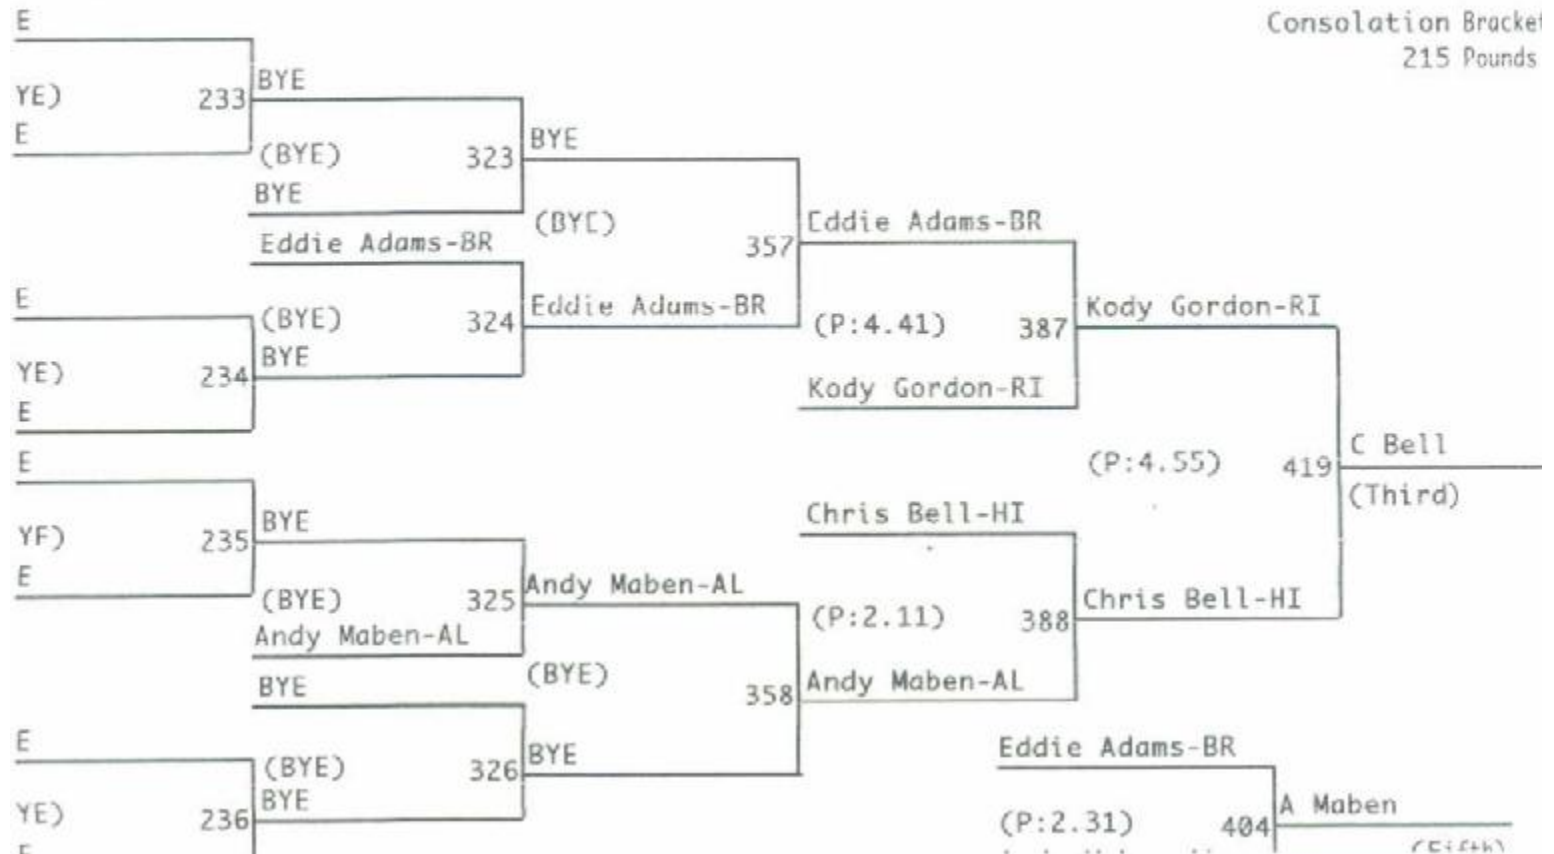 E
Consolation Bracket
215 Pounds
BYE
YE)
233
E
(BYE)
323
BYE
BYE
(BYE)
Eddie Adams-BR
357
Eddie Adams-BR
E
(BYE)
324
Eddie Adams-BR
(P:4.41)
387
Kody Gordon-RI
YE)
234
BYE
Kody Gordon-RI
E
E
(P:4.55)
419
C Bell
(Third)
Chris Bell-HI
YF)
235
BYE
E
(BYE)
325
Andy Maben-AL
(P:2.11)
388
Chris Bell-HI
Andy Maben-AL
(BYE)
358
Andy Maben-AL
BYE
E
(BYE)
326
BYE
Eddie Adams-BR
YE)
236
BYE
(P:2.31)
404
A Maben
(Fifth)